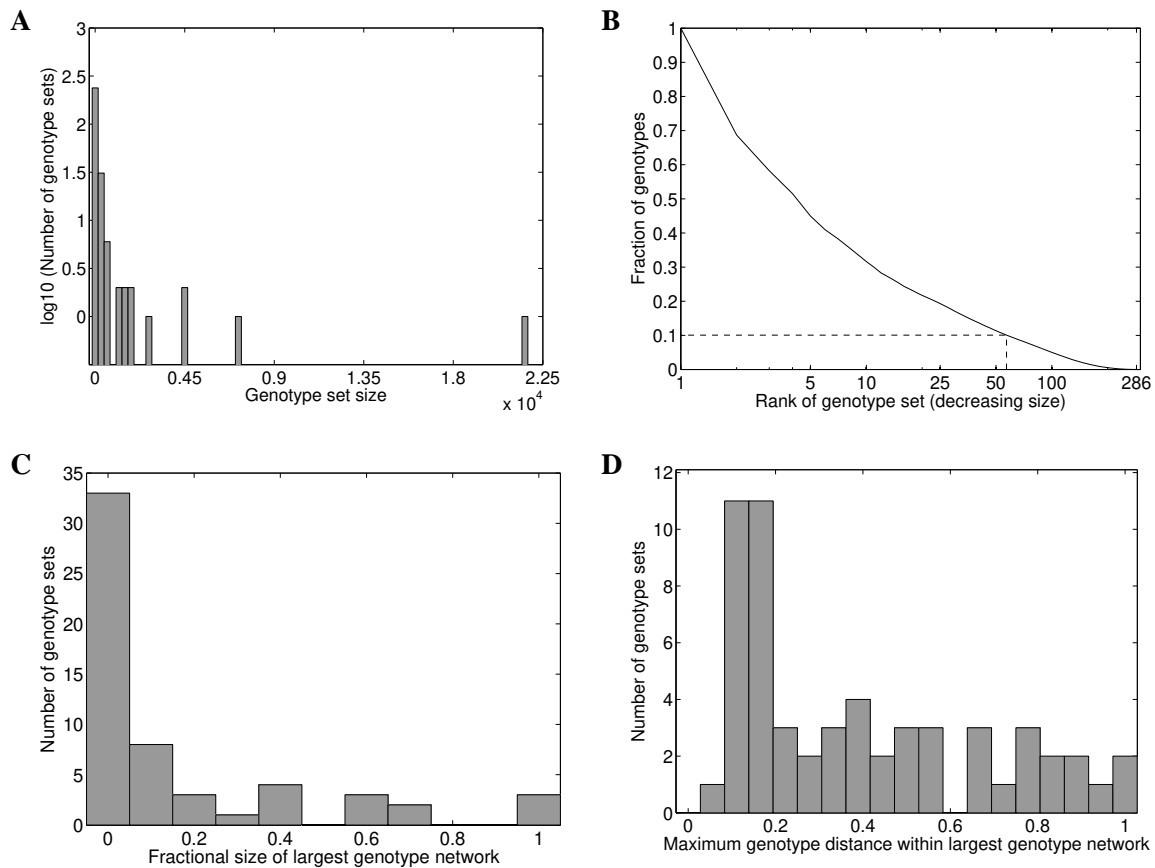 A
log10 (Number of genotype sets)
3
2.5
2
1.5
1
0.5
0
0 0.45 0.9 1.35 1.8 2.25
Genotype set size
x 10^4
B
Fraction of genotypes
1
0.9
0.8
0.7
0.6
0.5
0.4
0.3
0.2
0.1
0
1 5 10 25 50 100 286
Rank of genotype set (decreasing size)
C
Number of genotype sets
35
30
25
20
15
10
5
0
0 0.2 0.4 0.6 0.8 1
Fractional size of largest genotype network
D
Number of genotype sets
12
10
8
6
4
2
0
0 0.2 0.4 0.6 0.8 1
Maximum genotype distance within largest genotype network